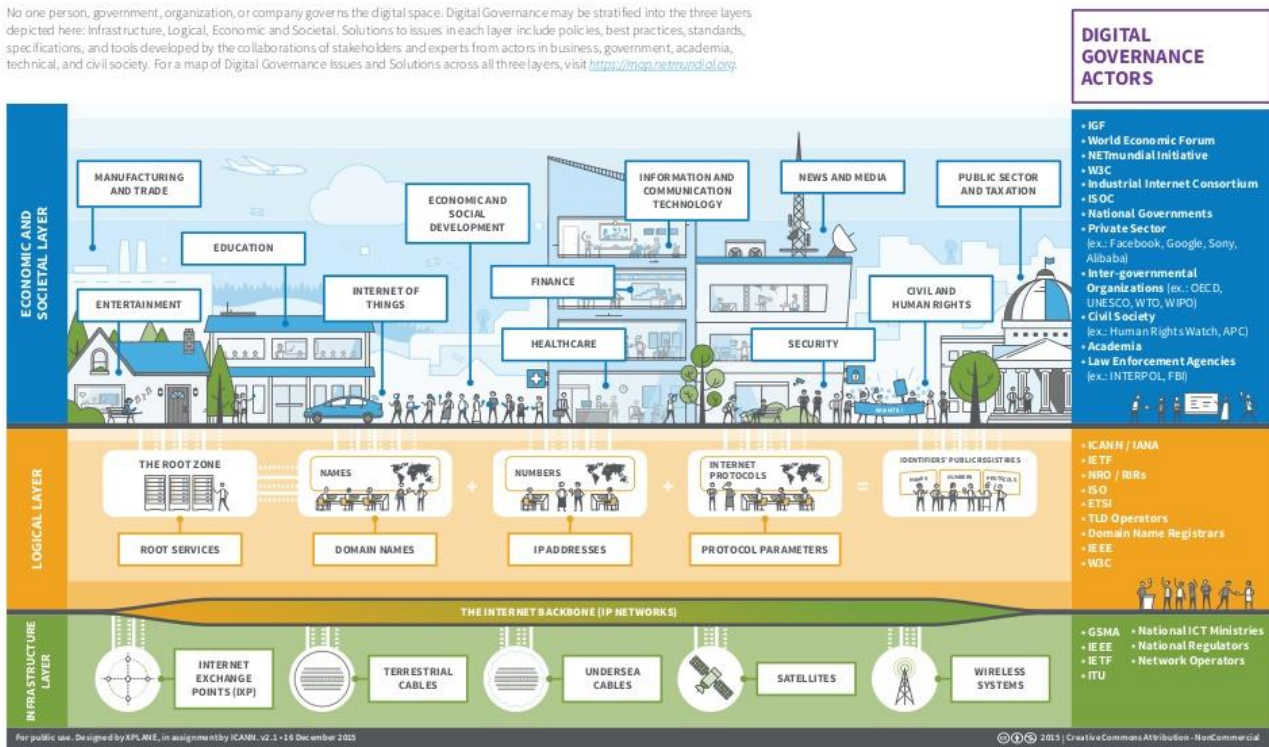 No one person, government, organization, or company governs the digital space. Digital Governance may be stratified into the three layers
depicted here: Infrastructure, Logical, Economic and Societal. Solutions to issues in each layer include policies, best practices, standards,
specifications, and tools developed by the collaborations of stakeholders and experts from actors in business, government, academia,
technical, and civil society. For a map of Digital Governance Issues and Solutions across all three layers, visit https://map.netmundial.org.
DIGITAL
GOVERNANCE
ACTORS
ECONOMIC AND
SOCIETAL LAYER
MANUFACTURING
AND TRADE
ECONOMIC AND
SOCIAL
DEVELOPMENT
INFORMATION AND
COMMUNICATION
TECHNOLOGY
NEWS AND MEDIA
PUBLIC SECTOR
AND TAXATION
EDUCATION
ENTERTAINMENT
INTERNET OF
THINGS
FINANCE
CIVIL AND
HUMAN RIGHTS
HEALTHCARE
SECURITY
RIGHTS!
• IGF
• World Economic Forum
• NETmundial Initiative
• W3C
• Industrial Internet Consortium
• ISOC
• National Governments
• Private Sector
(ex.: Facebook, Google, Sony,
Alibaba)
• Inter-governmental
Organizations (ex.: OECD,
UNESCO, WTO, WIPO)
• Civil Society
(ex.: Human Rights Watch, APC)
• Academia
• Law Enforcement Agencies
(ex.: INTERPOL, FBI)
LOGICAL LAYER
THE ROOT ZONE
NAMES
+
NUMBERS
+
INTERNET
PROTOCOLS
=
IDENTIFIERS' PUBLIC REGISTRIES
NAMES
NUMBERS
PROTOCOLS
ROOT SERVICES
DOMAIN NAMES
IP ADDRESSES
PROTOCOL PARAMETERS
• ICANN / IANA
• IETF
• NRO / RIRs
• ISO
• ETSI
• TLD Operators
• Domain Name Registrars
• IEEE
• W3C
THE INTERNET BACKBONE (IP NETWORKS)
INFRASTRUCTURE
LAYER
INTERNET
EXCHANGE
POINTS (IXP)
TERRESTRIAL
CABLES
UNDERSEA
CABLES
SATELLITES
WIRELESS
SYSTEMS
• GSMA
• IEEE
• IETF
• ITU
• National ICT Ministries
• National Regulators
• Network Operators
For public use. Designed by XPLANE, in assignment by ICANN. v2.1 • 16 December 2015
2015 | Creative Commons Attribution - NonCommercial